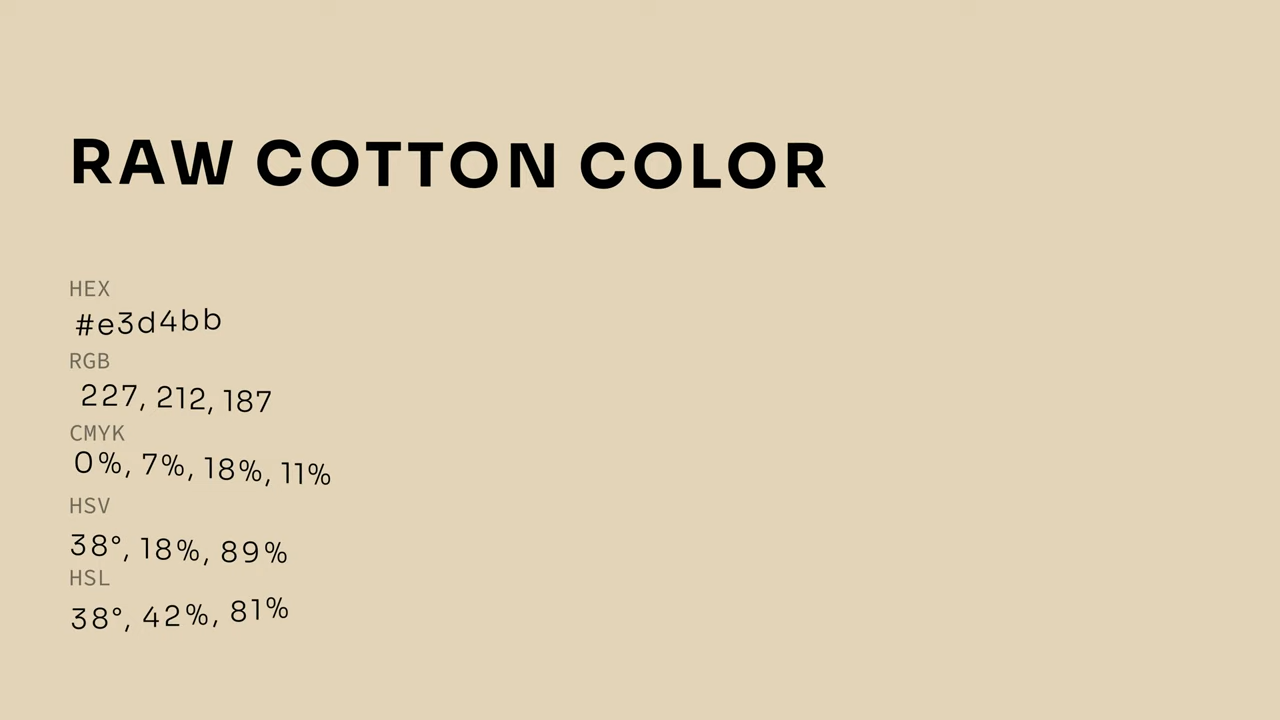 RAW COTTON COLOR
HEX
#e3d4bb
RGB
227, 212, 187
CMYK
0%, 7%, 18%, 11%
HSV
38°, 18%, 89%
HSL
38°, 42%, 81%